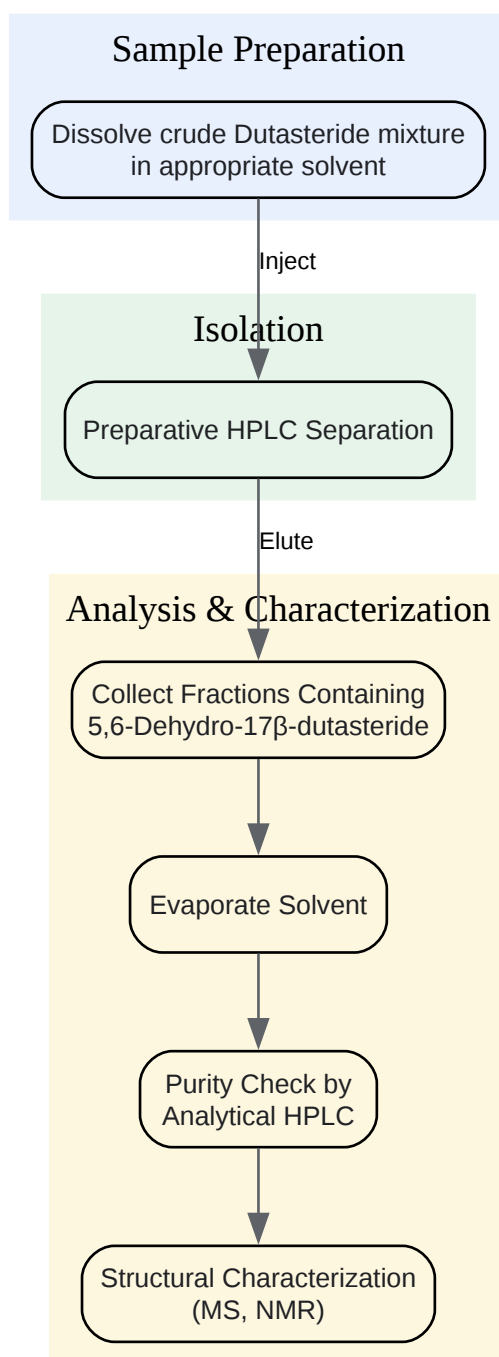 Sample Preparation
Dissolve crude Dutasteride mixture
in appropriate solvent
Inject
Isolation
Preparative HPLC Separation
Elute
Analysis & Characterization
Collect Fractions Containing
5,6-Dehydro-17β-dutasteride
Evaporate Solvent
Purity Check by
Analytical HPLC
Structural Characterization
(MS, NMR)